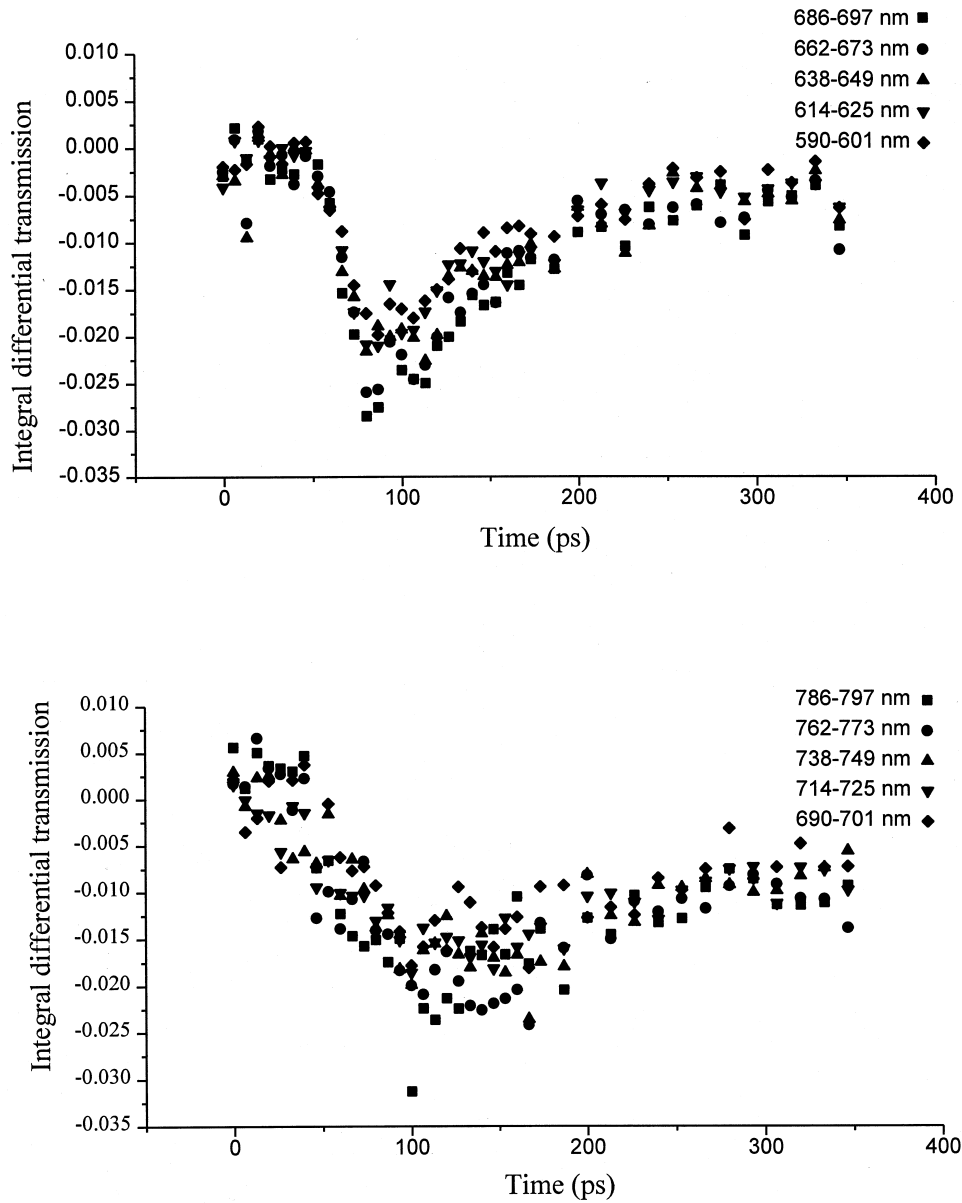 686-697 nm
662-673 nm
638-649 nm
614-625 nm
590-601 nm
0.010
0.005
0.000
-0.005
-0.010
-0.015
-0.020
-0.025
-0.030
-0.035
Integral differential transmission
0 100 200 300 400
Time (ps)
786-797 nm
762-773 nm
738-749 nm
714-725 nm
690-701 nm
0.010
0.005
0.000
-0.005
-0.010
-0.015
-0.020
-0.025
-0.030
-0.035
Integral differential transmission
0 100 200 300 400
Time (ps)